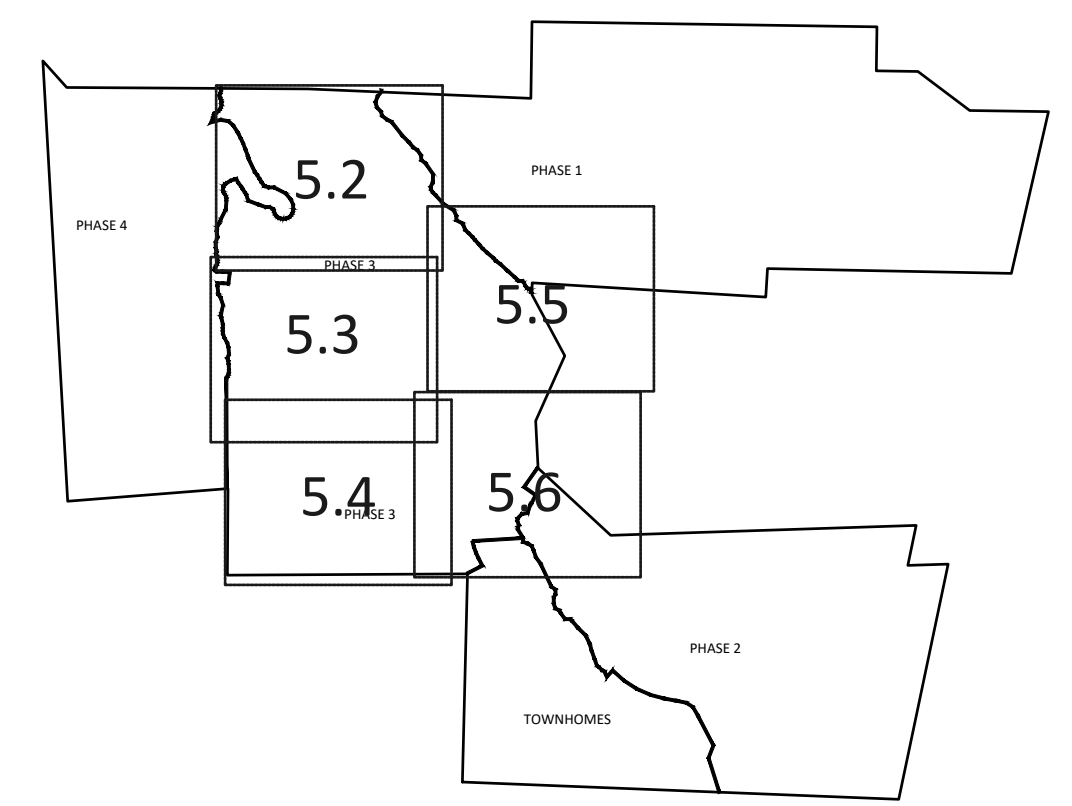 PHASE 1
5.2
PHASE 4
PHASE 3
5.5
5.3
5.6
5.4
PHASE 3
PHASE 2
TOWNHOMES